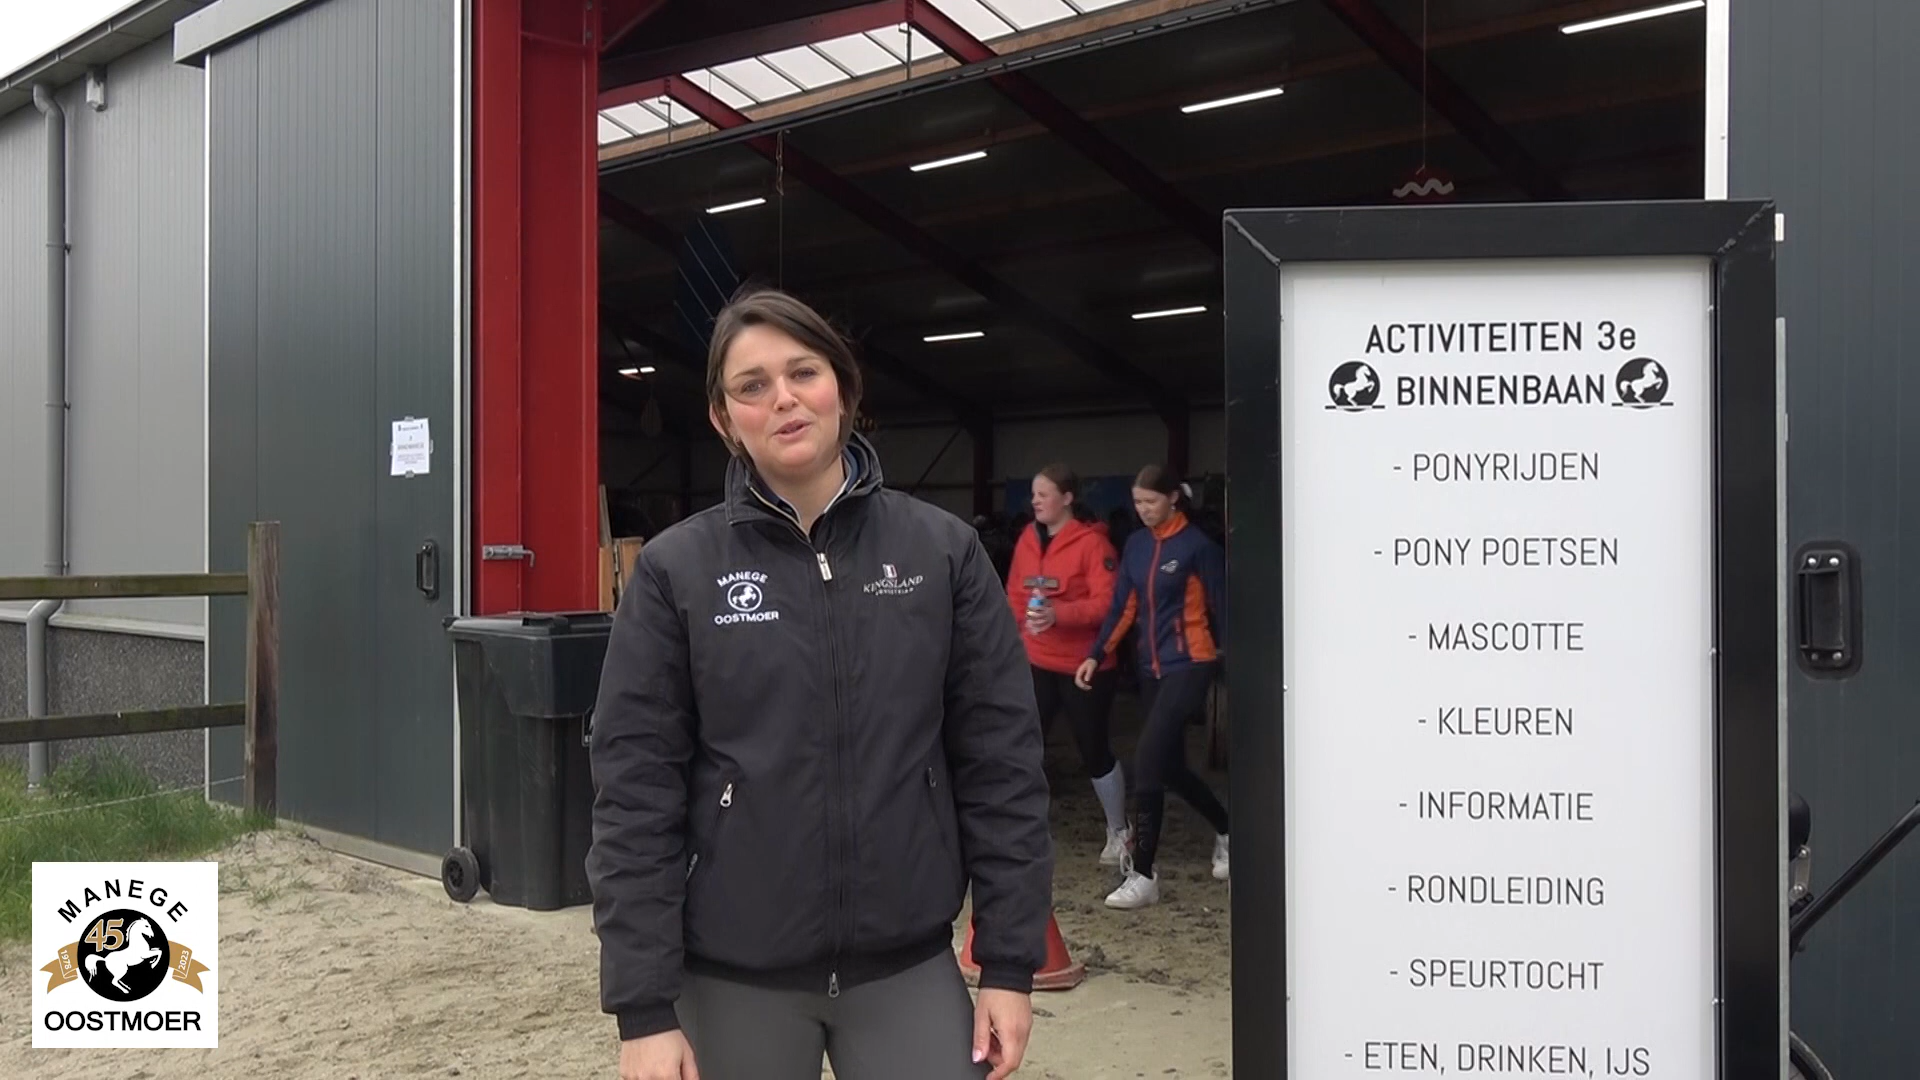 ACTIVITEITEN 3e
BINNENBAAN
- PONYRIJDEN
- PONY POETSEN
- MASCOTTE
- KLEUREN
- INFORMATIE
- RONDLEIDING
- SPEURTOCHT
- ETEN, DRINKEN, IJS
MANEGE
OOSTMOER
KINGSLAND
EQUESTRIAN
MANEGE
45
1978
2023
OOSTMOER